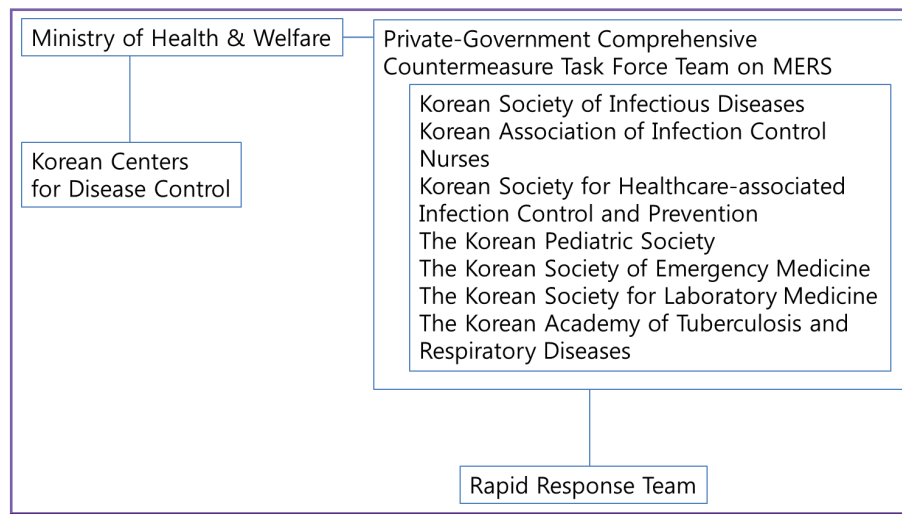 Ministry of Health & Welfare
Private-Government Comprehensive
Countermeasure Task Force Team on MERS
Korean Society of Infectious Diseases
Korean Association of Infection Control
Nurses
Korean Society for Healthcare-associated
Infection Control and Prevention
The Korean Pediatric Society
The Korean Society of Emergency Medicine
The Korean Society for Laboratory Medicine
The Korean Academy of Tuberculosis and
Respiratory Diseases
Korean Centers
for Disease Control
Rapid Response Team